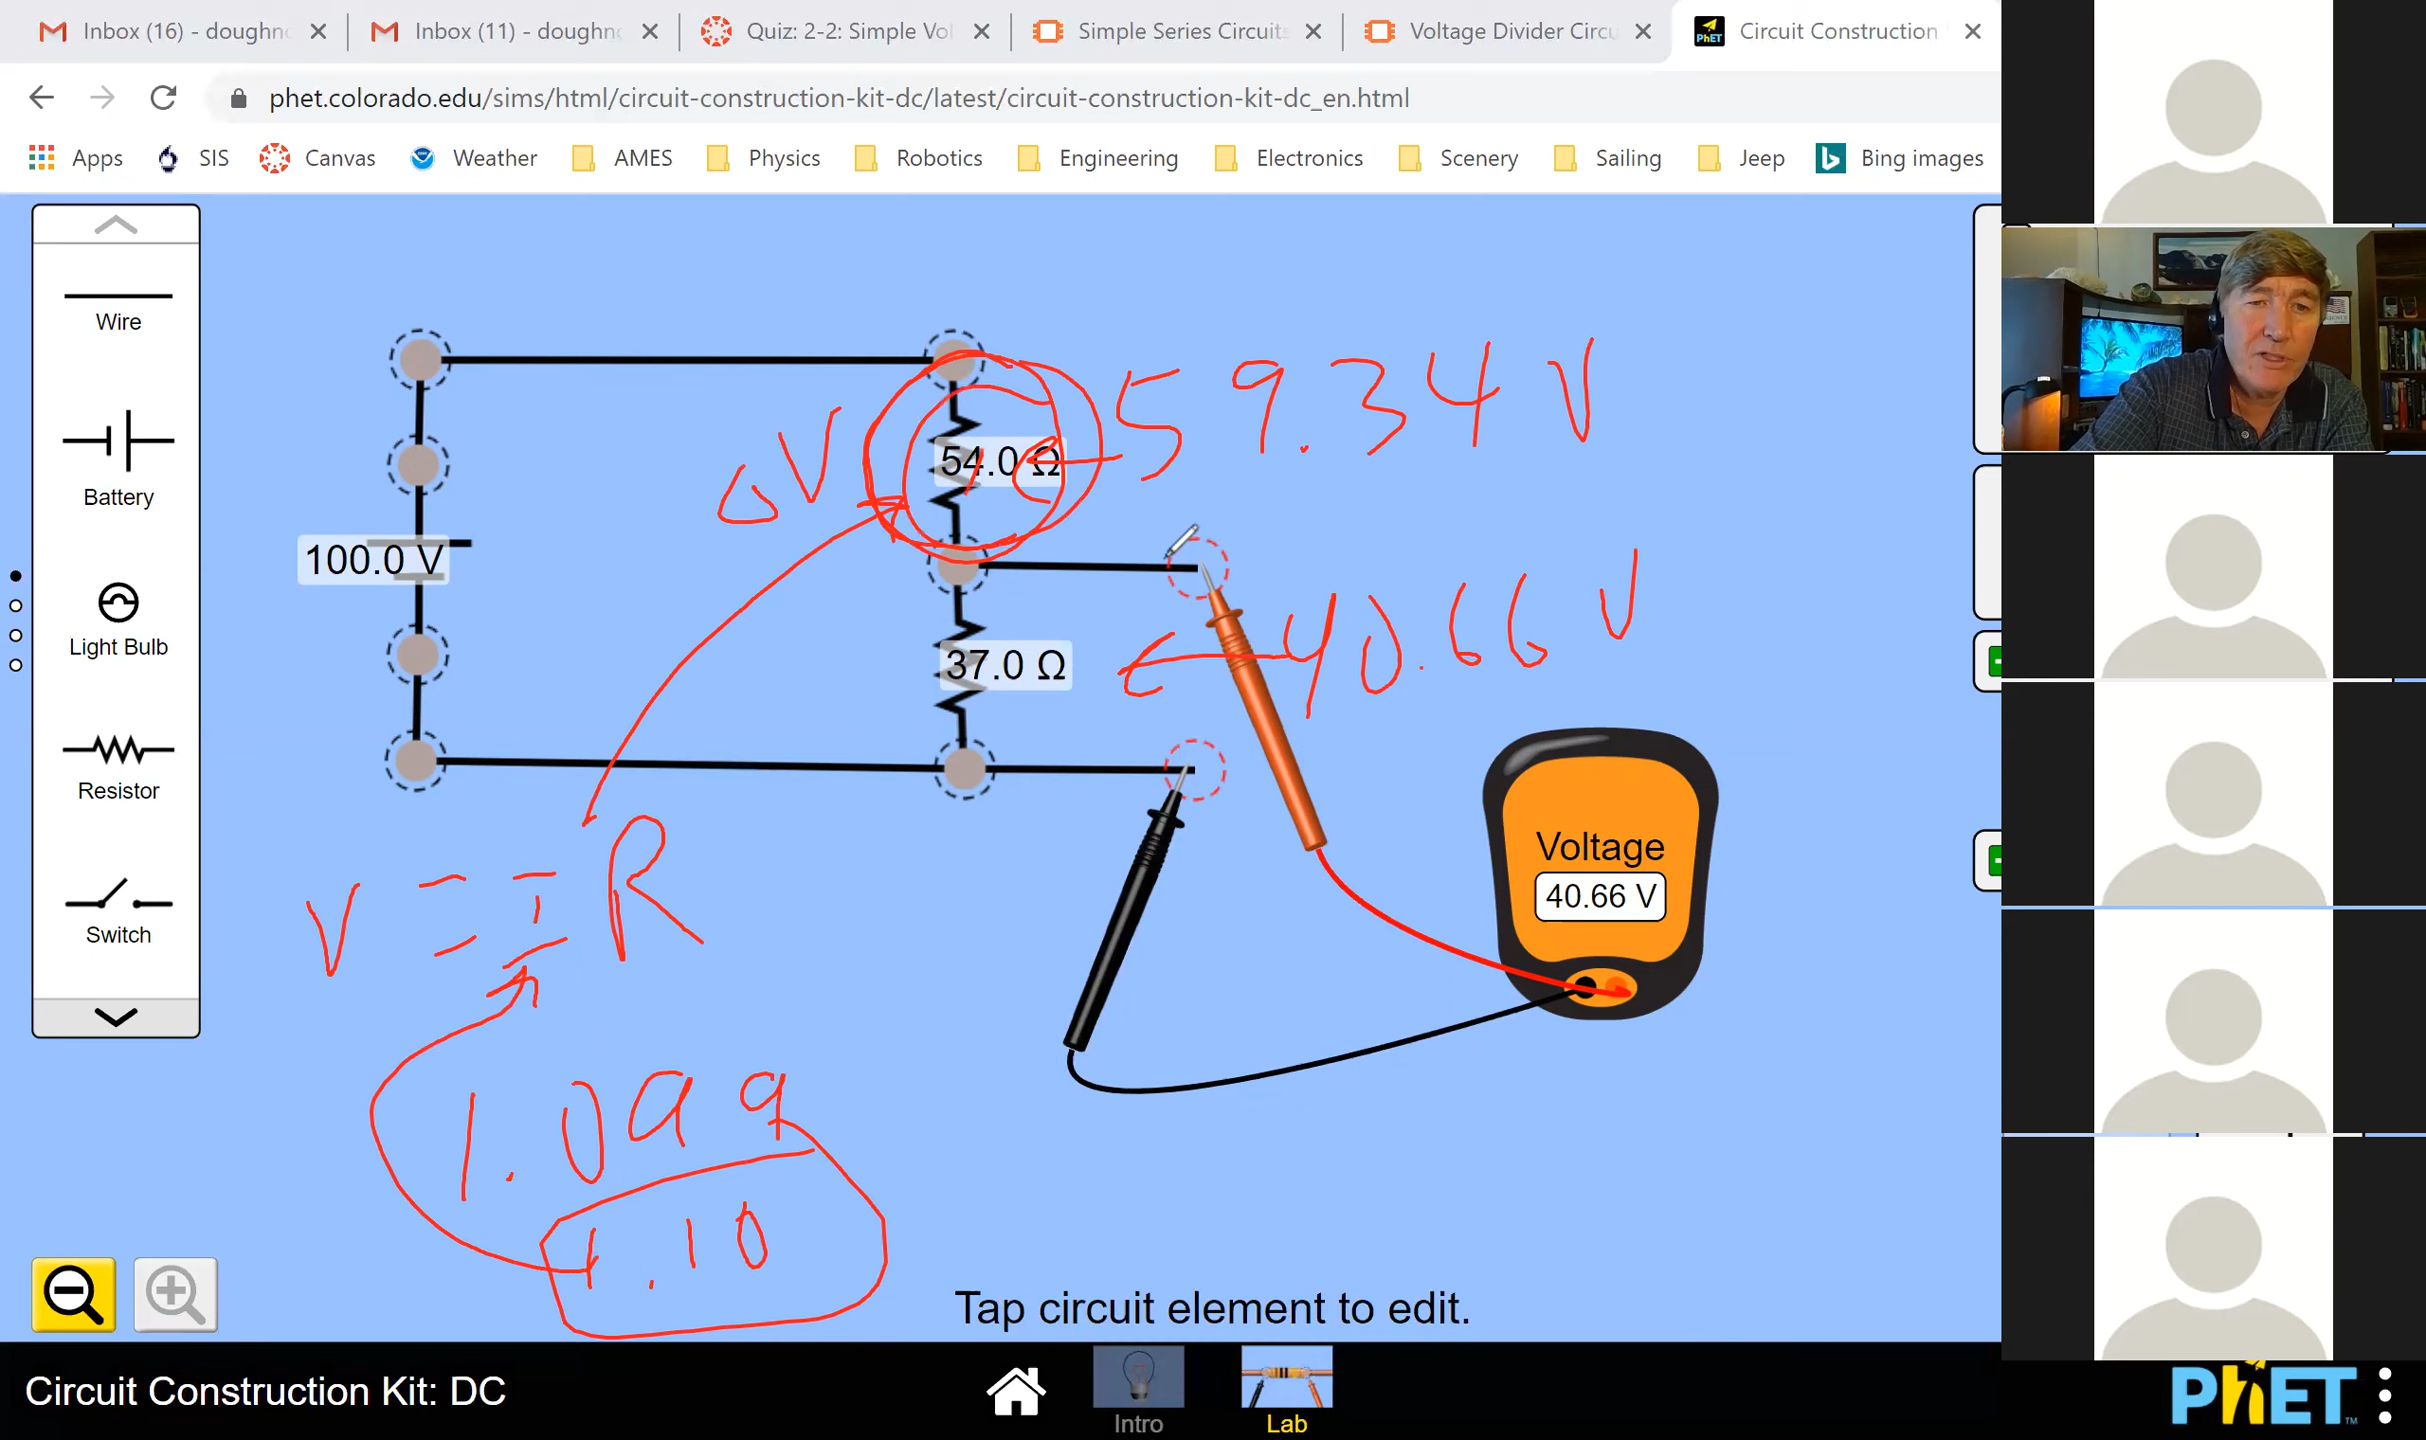 Inbox (16) - doughn
Inbox (11) - doughn
Quiz: 2-2: Simple Vol
Simple Series Circuits
Voltage Divider Circu
Circuit Construction
phet.colorado.edu/sims/html/circuit-construction-kit-dc/latest/circuit-construction-kit-dc_en.html
Apps SIS Canvas Weather AMES Physics Robotics Engineering Electronics Scenery Sailing Jeep Bing images
Wire
Battery
Light Bulb
Resistor
Switch
100.0 V
ΔV
54.0 Ω
59.34 V
37.0 Ω
40.66 V
Voltage
40.66 V
V = I R
1.099
1.10
Tap circuit element to edit.
Circuit Construction Kit: DC
Intro
Lab
PhET